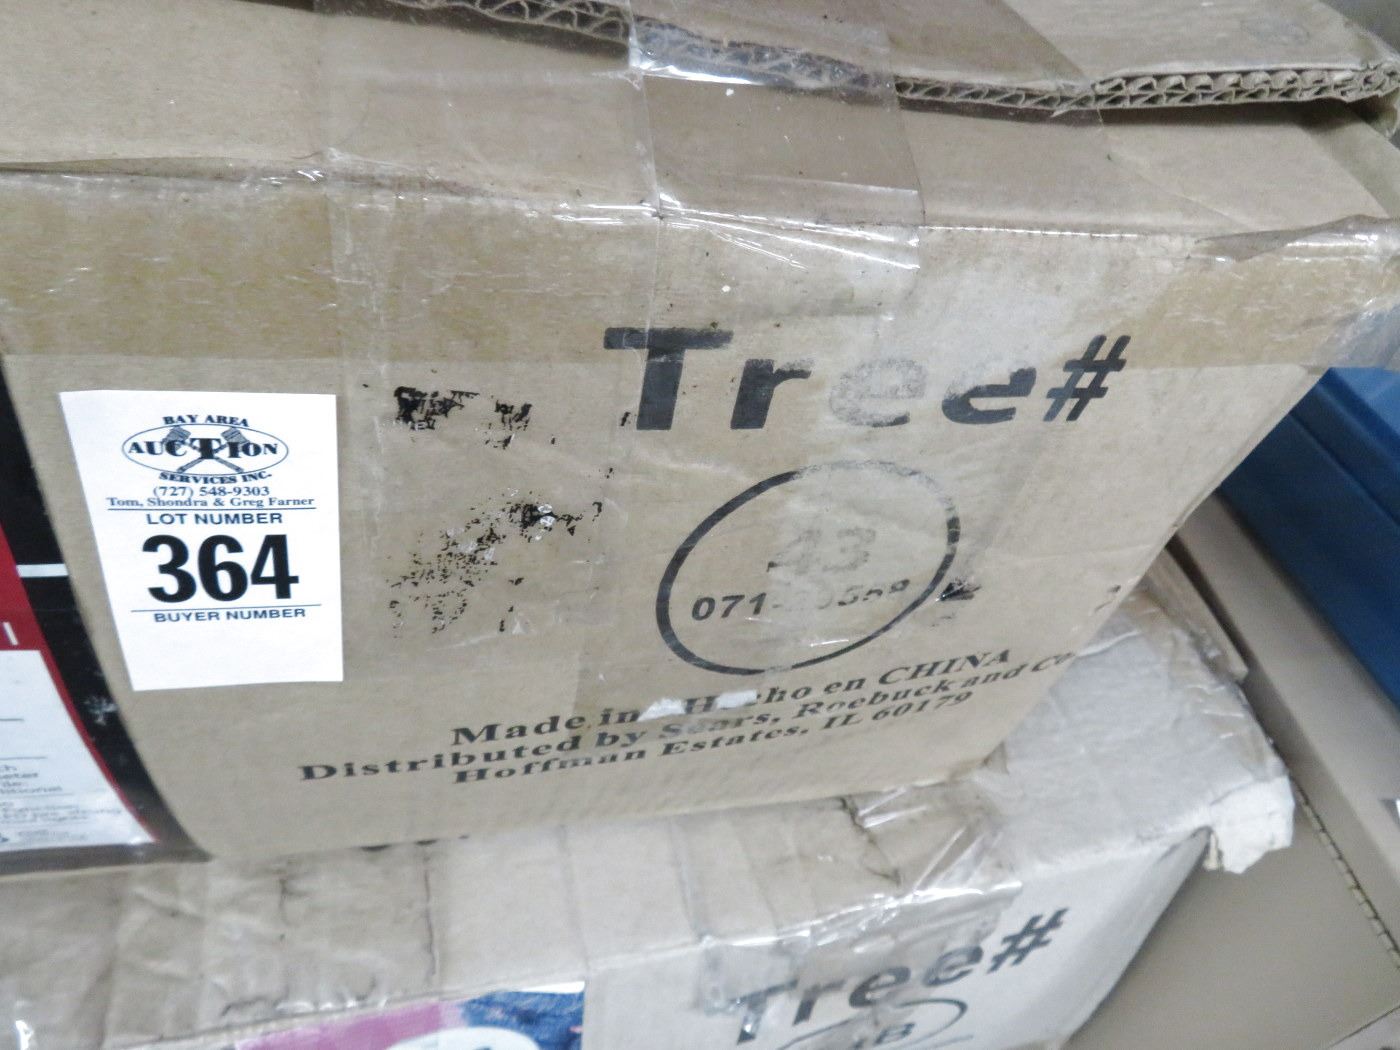 Tree#
43
071-
Made in Hecho en CHINA
Distributed by Sears, Roebuck and Co
Hoffman Estates, IL 60179
BAY AREA
AUCTION
SERVICES INC.
(727) 548-9303
Tom, Shondra & Greg Farner
LOT NUMBER
364
BUYER NUMBER
Tree#